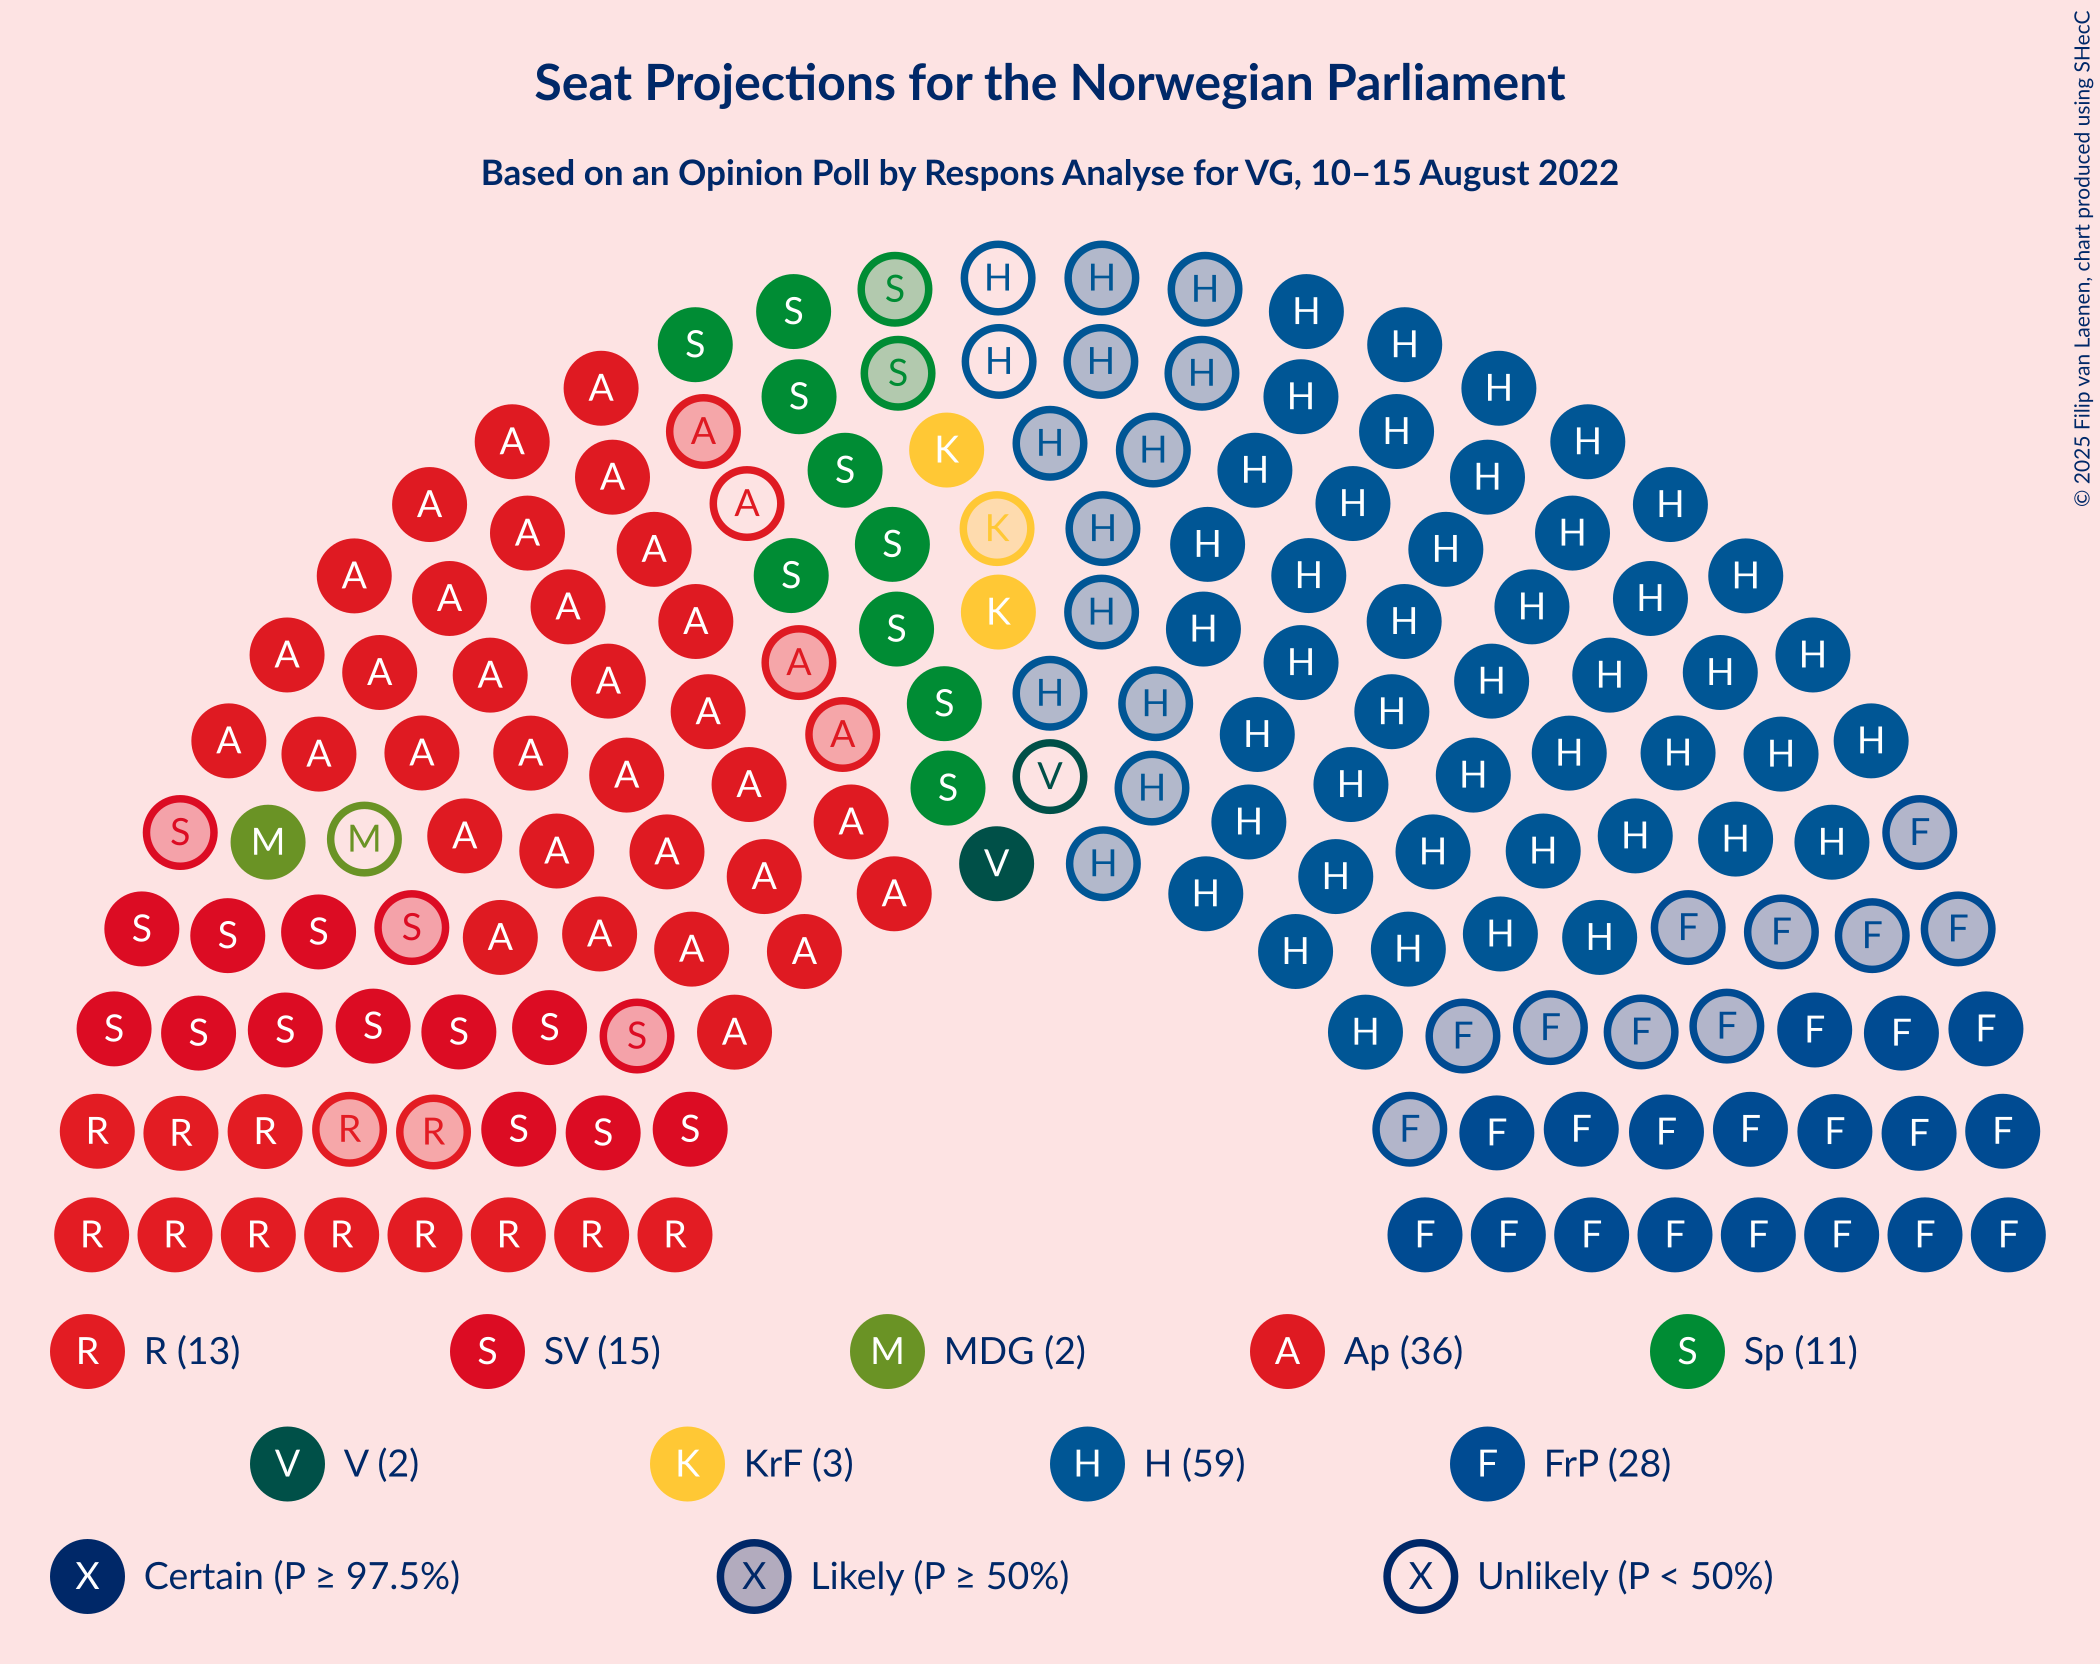 Seat Projections for the Norwegian Parliament
Based on an Opinion Poll by Respons Analyse for VG, 10–15 August 2022
© 2025 Filip van Laenen, chart produced using SHecC
S H H H
S H
S H
S H H H
A S H H
A A K H H H H
A S H H
A A H H
A A S K H H H H
A S H H
A A A S K H H H H H
A A A A A H H H H H
A S H H H
A A A A A H H H H H
A A S V H H H
S M M A A A A V H H H H H H H F
A A H H
S S S S A A A A H H H H F F F F
S S S S S S S A H F F F F F F F
R R R R R S S S F F F F F F F F
R R R R R R R R F F F F F F F F
R R (13) S SV (15) M MDG (2) A Ap (36) S Sp (11)
V V (2) K KrF (3) H H (59) F FrP (28)
X Certain (P ≥ 97.5%) X Likely (P ≥ 50%) X Unlikely (P < 50%)